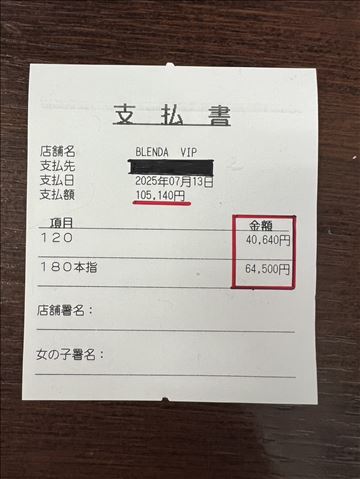 支払書
店舗名 BLENDA VIP
支払先
支払日 2025年07月13日
支払額 105,140円
項目 金額
120 40,640円
180本指 64,500円
店舗署名:
女の子署名: